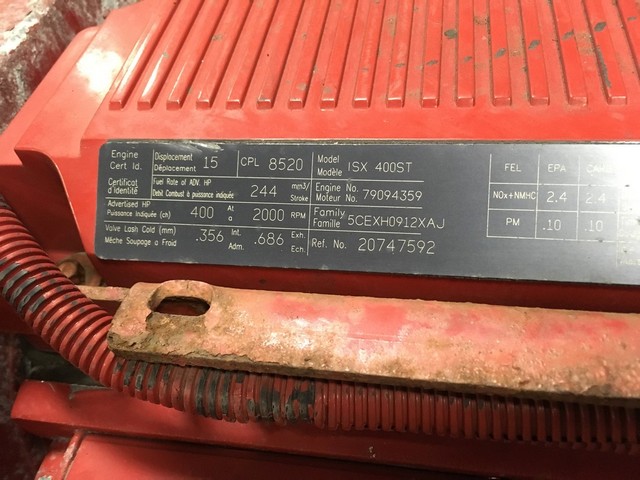 Engine Cert Id. Displacement Déplacement 15 CPL 8520 Model Modèle ISX 400ST
Certificat d'Identité Fuel Rate at ADV. HP Debit Combust à puissance indiquée 244 mm3/ Stroke Engine No. Moteur No. 79094359
Advertised HP Puissance Indiquée (ch) 400 At a 2000 RPM Family Famille 5CEXH0912XAJ
Valve Lash Cold (mm) Mèche Soupage a Froid .356 Int. Adm. .686 Exh. Ech. Ref. No. 20747592
FEL EPA
NOx+NMHC 2.4 2.4
PM .10 .10